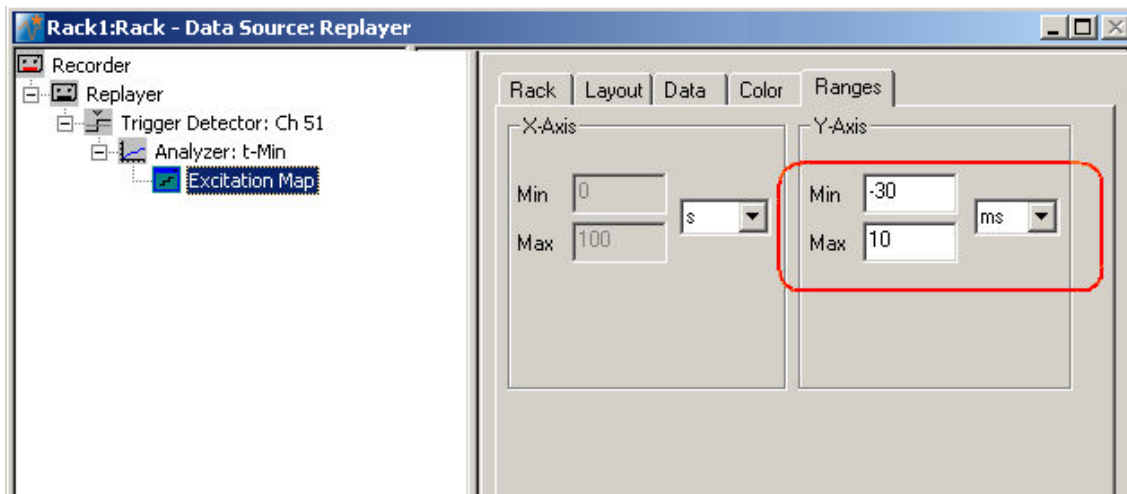 Rack1:Rack - Data Source: Replayer
Recorder
Replayer
Trigger Detector: Ch 51
Analyzer: t-Min
Excitation Map
Rack Layout Data Color Ranges
X-Axis
Min 0
s
Max 100
Y-Axis
Min -30
ms
Max 10